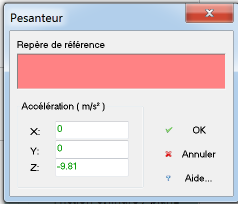 Pesanteur
Repère de référence
Accélération ( m/s² )
X: 0
Y: 0
Z: -9.81
OK
Annuler
Aide...